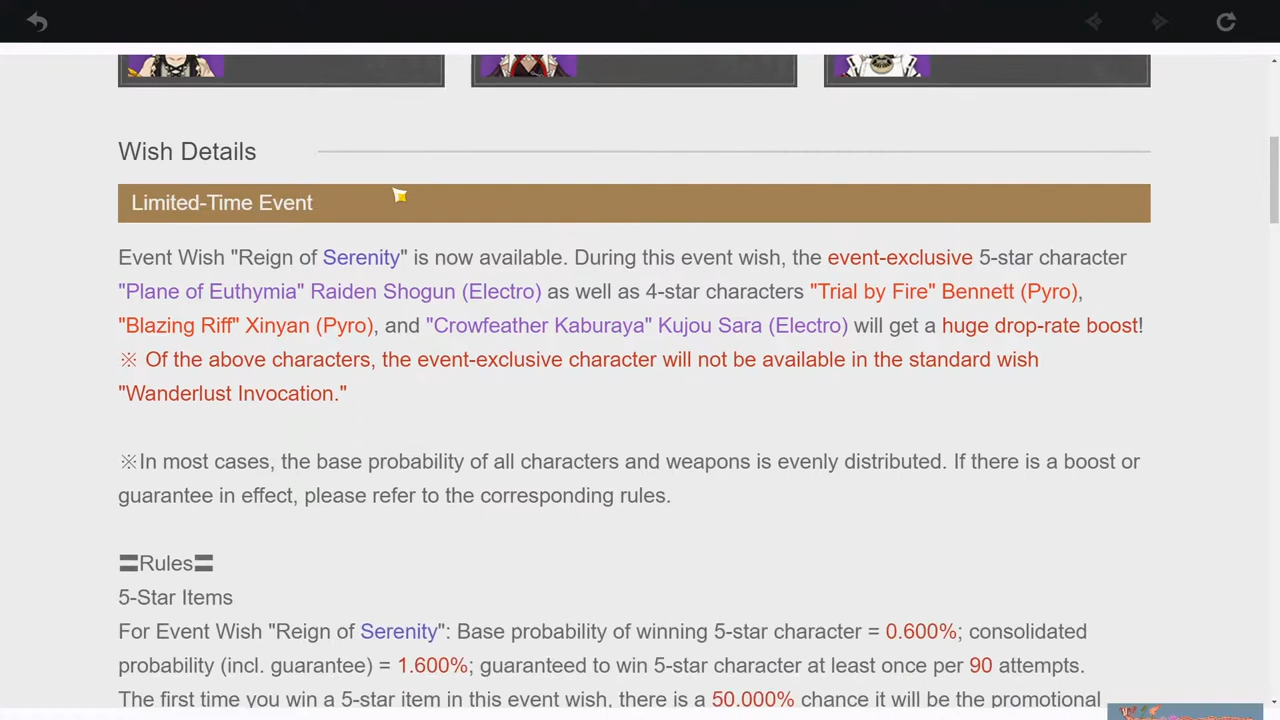 Wish Details
Limited-Time Event
Event Wish "Reign of Serenity" is now available. During this event wish, the event-exclusive 5-star character
"Plane of Euthymia" Raiden Shogun (Electro) as well as 4-star characters "Trial by Fire" Bennett (Pyro),
"Blazing Riff" Xinyan (Pyro), and "Crowfeather Kaburaya" Kujou Sara (Electro) will get a huge drop-rate boost!
※ Of the above characters, the event-exclusive character will not be available in the standard wish
"Wanderlust Invocation."
※In most cases, the base probability of all characters and weapons is evenly distributed. If there is a boost or
guarantee in effect, please refer to the corresponding rules.
〓Rules〓
5-Star Items
For Event Wish "Reign of Serenity": Base probability of winning 5-star character = 0.600%; consolidated
probability (incl. guarantee) = 1.600%; guaranteed to win 5-star character at least once per 90 attempts.
The first time you win a 5-star item in this event wish, there is a 50.000% chance it will be the promotional